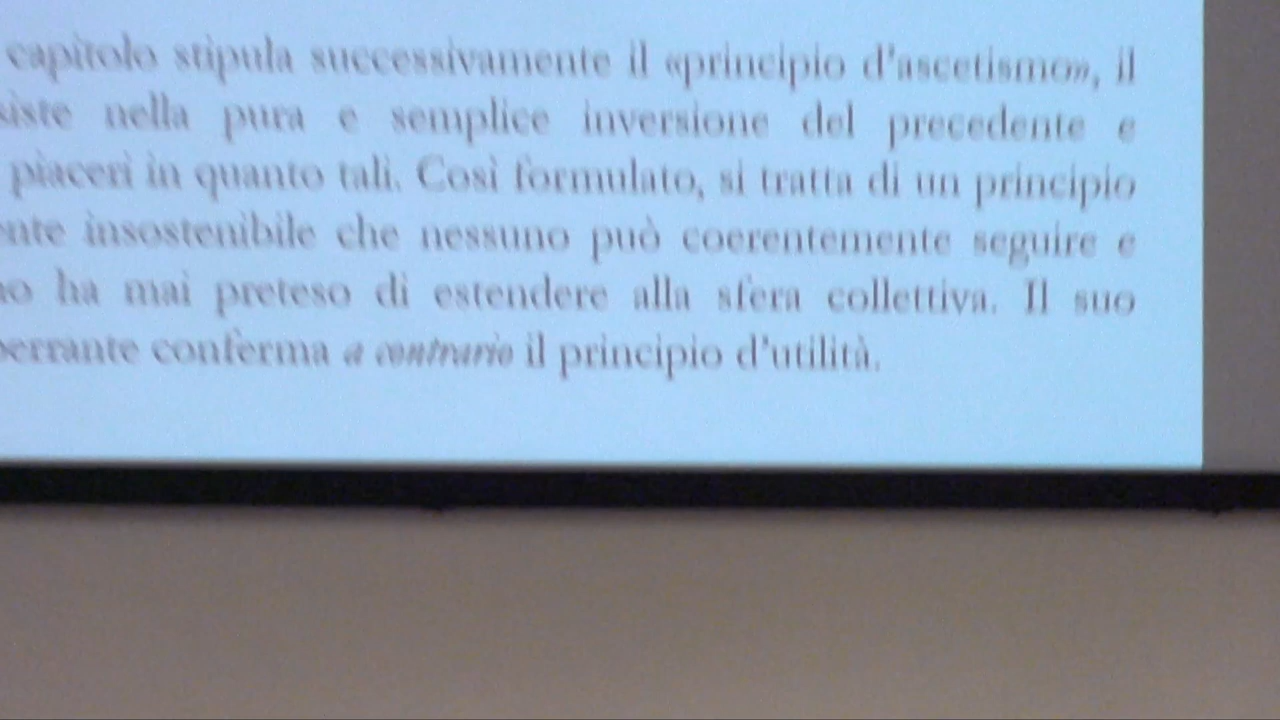 capitolo stipula successivamente il «principio d'ascetismo», il
siste nella pura e semplice inversione del precedente e
piaceri in quanto tali. Così formulato, si tratta di un principio
ente insostenibile che nessuno può coerentemente seguire e
no ha mai preteso di estendere alla sfera collettiva. Il suo
berrante conferma a contrario il principio d'utilità.